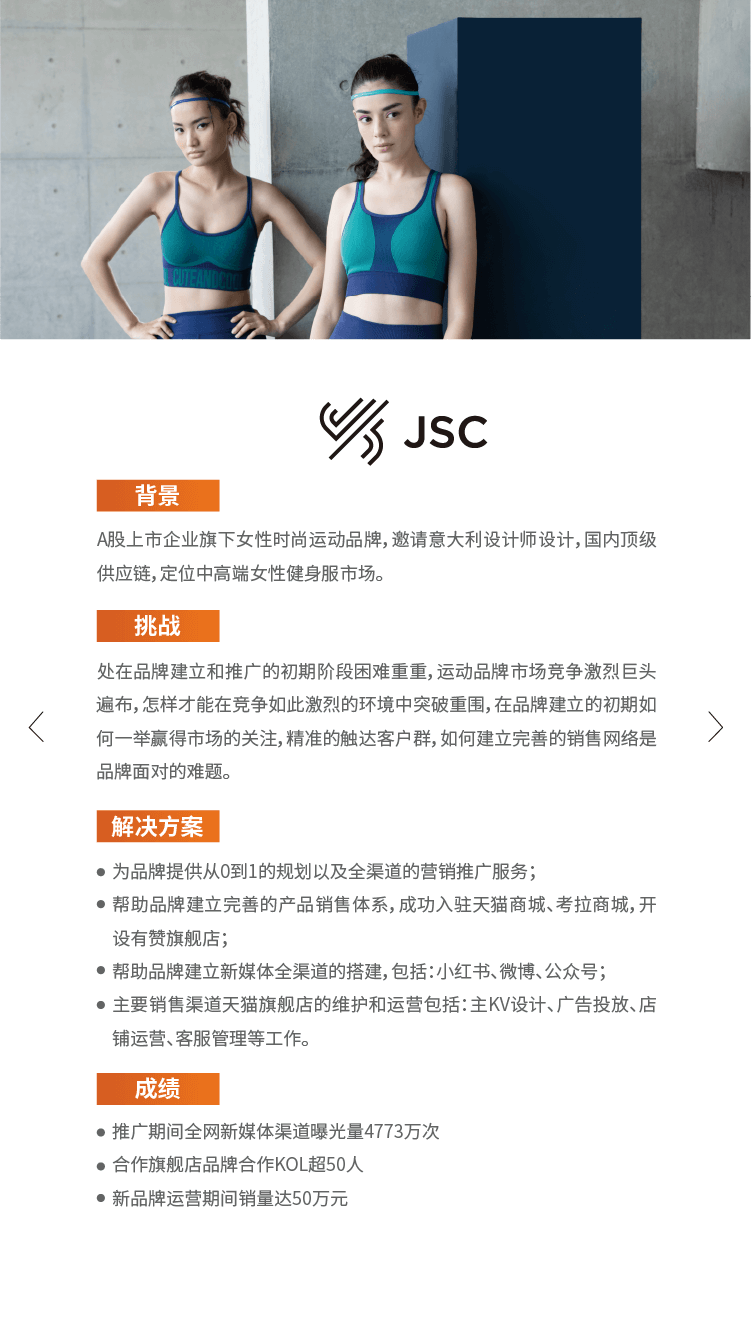 CUTEANDCOOL
JSC
背景
A股上市企业旗下女性时尚运动品牌，邀请意大利设计师设计，国内顶级
供应链，定位中高端女性健身服市场。
挑战
处在品牌建立和推广的初期阶段困难重重，运动品牌市场竞争激烈巨头
遍布，怎样才能在竞争如此激烈的环境中突破重围，在品牌建立的初期如
何一举赢得市场的关注，精准的触达客户群，如何建立完善的销售网络是
品牌面对的难题。
解决方案
● 为品牌提供从0到1的规划以及全渠道的营销推广服务；
● 帮助品牌建立完善的产品销售体系，成功入驻天猫商城、考拉商城，开
设有赞旗舰店；
● 帮助品牌建立新媒体全渠道的搭建，包括：小红书、微博、公众号；
● 主要销售渠道天猫旗舰店的维护和运营包括：主KV设计、广告投放、店
铺运营、客服管理等工作。
成绩
● 推广期间全网新媒体渠道曝光量4773万次
● 合作旗舰店品牌合作KOL超50人
● 新品牌运营期间销量达50万元